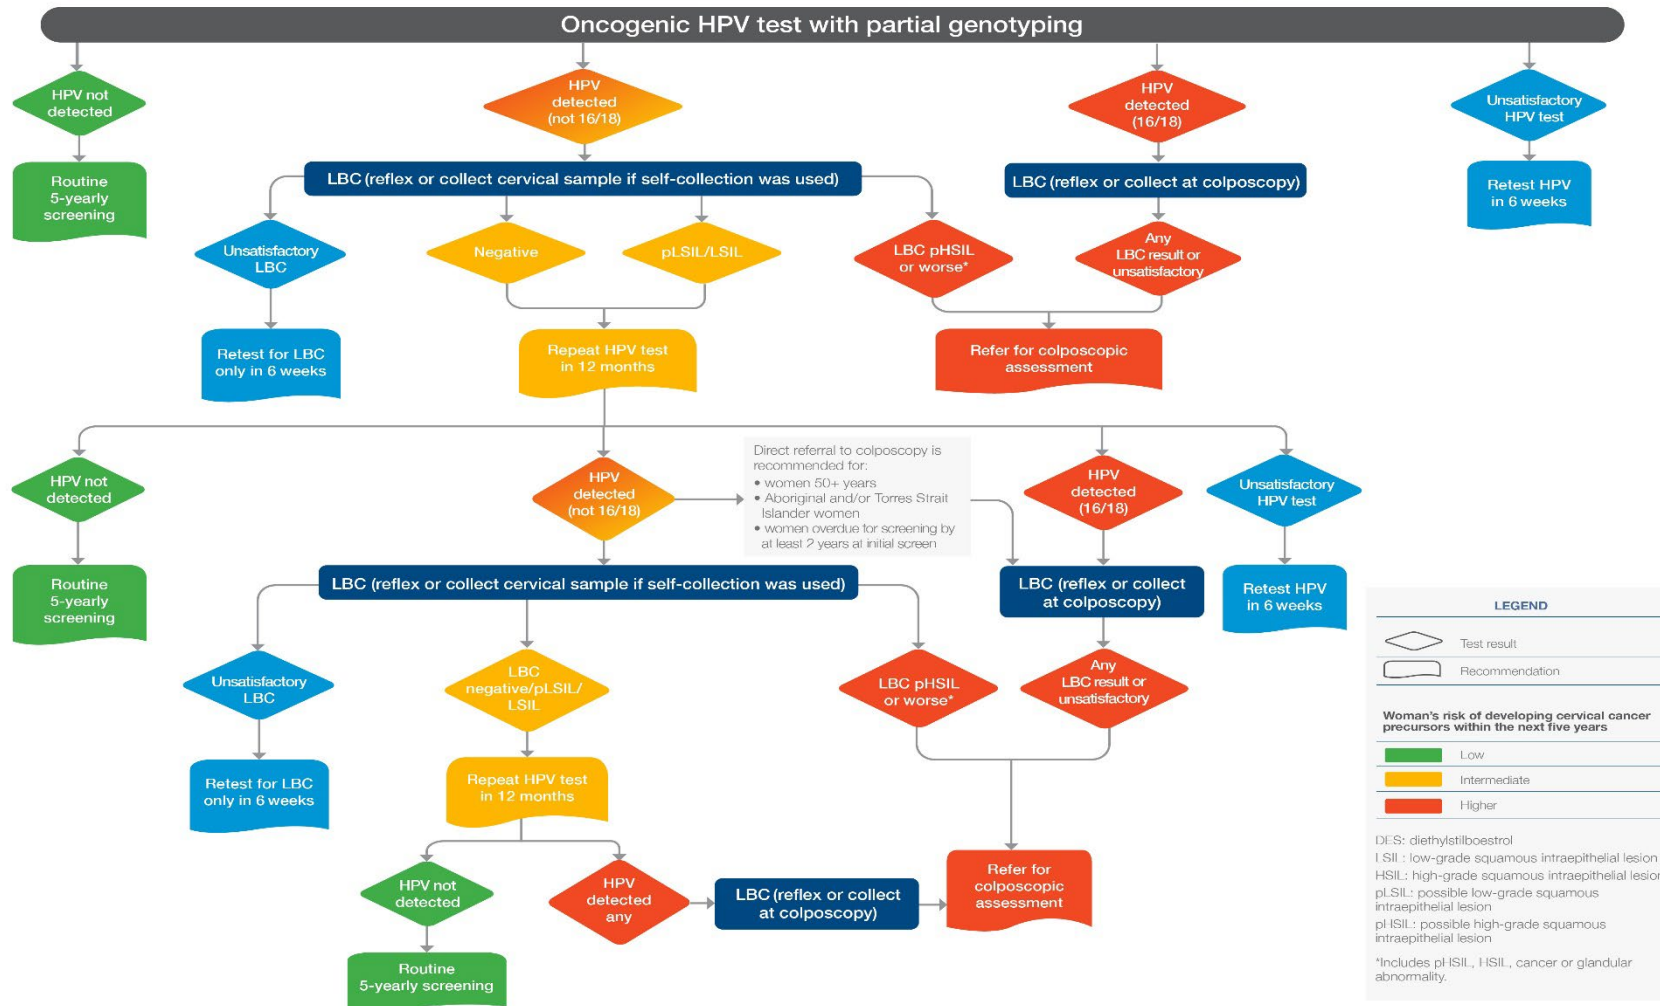 Oncogenic HPV test with partial genotyping
HPV not
detected
HPV
detected
(not 16/18)
HPV
detected
(16/18)
Unsatisfactory
HPV test
Routine
5-yearly
screening
LBC (reflex or collect cervical sample if self-collection was used)
LBC (reflex or collect at colposcopy)
Retest HPV
in 6 weeks
Unsatisfactory
LBC
Negative
pLSIL/LSIL
LBC pHSIL
or worse*
Any
LBC result or
unsatisfactory
Retest for LBC
only in 6 weeks
Repeat HPV test
in 12 months
Refer for colposcopic
assessment
HPV not
detected
HPV
detected
(not 16/18)
Direct referral to colposcopy is
recommended for:
• women 50+ years
• Aboriginal and/or Torres Strait
Islander women
• women overdue for screening by
at least 2 years at initial screen
HPV
detected
(16/18)
Unsatisfactory
HPV test
Routine
5-yearly
screening
LBC (reflex or collect cervical sample if self-collection was used)
LBC (reflex or collect
at colposcopy)
Retest HPV
in 6 weeks
Unsatisfactory
LBC
LBC
negative/pLSIL/
LSIL
LBC pHSIL
or worse*
Any
LBC result or
unsatisfactory
Retest for LBC
only in 6 weeks
Repeat HPV test
in 12 months
HPV not
detected
HPV
detected
any
LBC (reflex or collect
at colposcopy)
Refer for
colposcopic
assessment
Routine
5-yearly screening
LEGEND
Test result
Recommendation
Woman's risk of developing cervical cancer
precursors within the next five years
Low
Intermediate
Higher
DES: diethylstilboestrol
LSIL: low-grade squamous intraepithelial lesion
HSIL: high-grade squamous intraepithelial lesion
pLSIL: possible low-grade squamous
intraepithelial lesion
pHSIL: possible high-grade squamous
intraepithelial lesion
*Includes pHSIL, HSIL, cancer or glandular
abnormality.